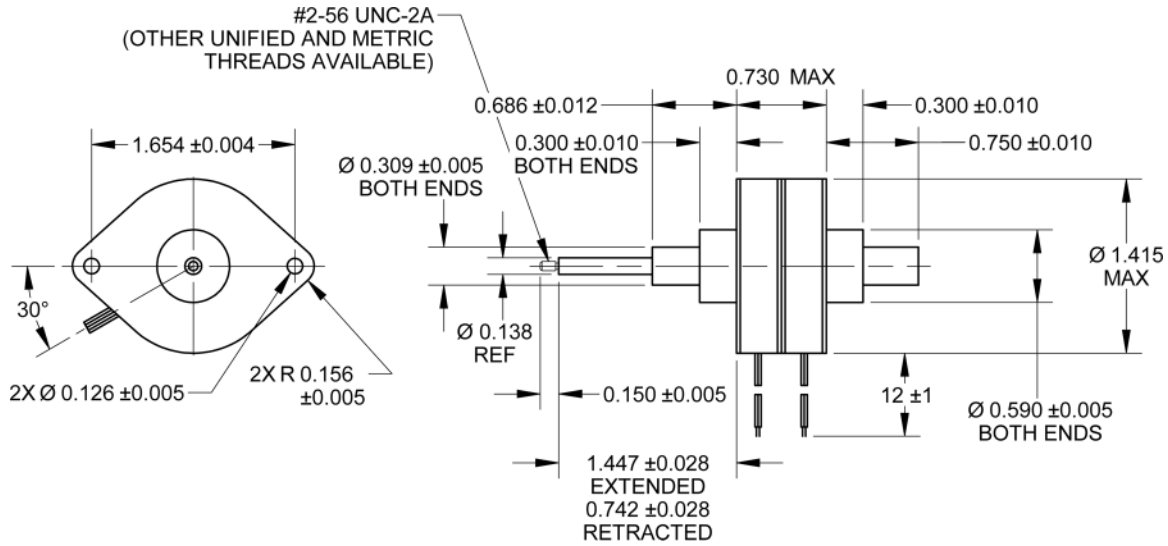 #2-56 UNC-2A
(OTHER UNIFIED AND METRIC
THREADS AVAILABLE)
0.730 MAX
0.686 ±0.012
0.300 ±0.010
1.654 ±0.004
0.300 ±0.010
BOTH ENDS
0.750 ±0.010
Ø 0.309 ±0.005
BOTH ENDS
Ø 1.415
MAX
30°
Ø 0.138
REF
2X Ø 0.126 ±0.005
2X R 0.156
±0.005
0.150 ±0.005
12 ±1
Ø 0.590 ±0.005
BOTH ENDS
1.447 ±0.028
EXTENDED
0.742 ±0.028
RETRACTED